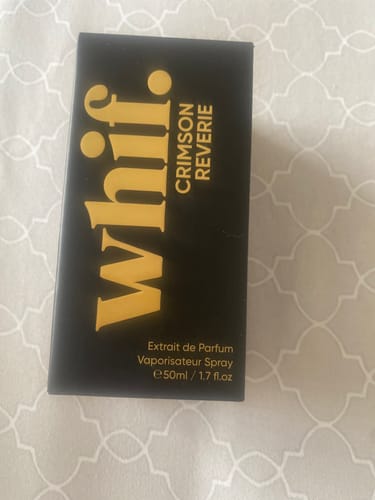 whif.
CRIMSON
REVERIE
Extrait de Parfum
Vaporisateur Spray
℮50ml / 1.7 fl.oz